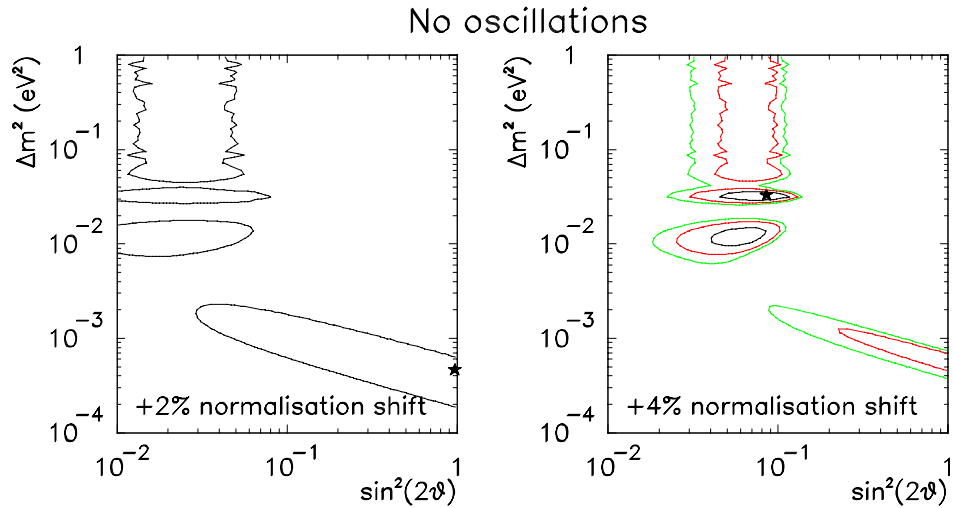 No oscillations
Δm² (eV²)
1
10⁻¹
10⁻²
10⁻³
10⁻⁴
+2% normalisation shift
10⁻² 10⁻¹ 1
sin²(2ϑ)
Δm² (eV²)
1
10⁻¹
10⁻²
10⁻³
10⁻⁴
+4% normalisation shift
10⁻² 10⁻¹ 1
sin²(2ϑ)